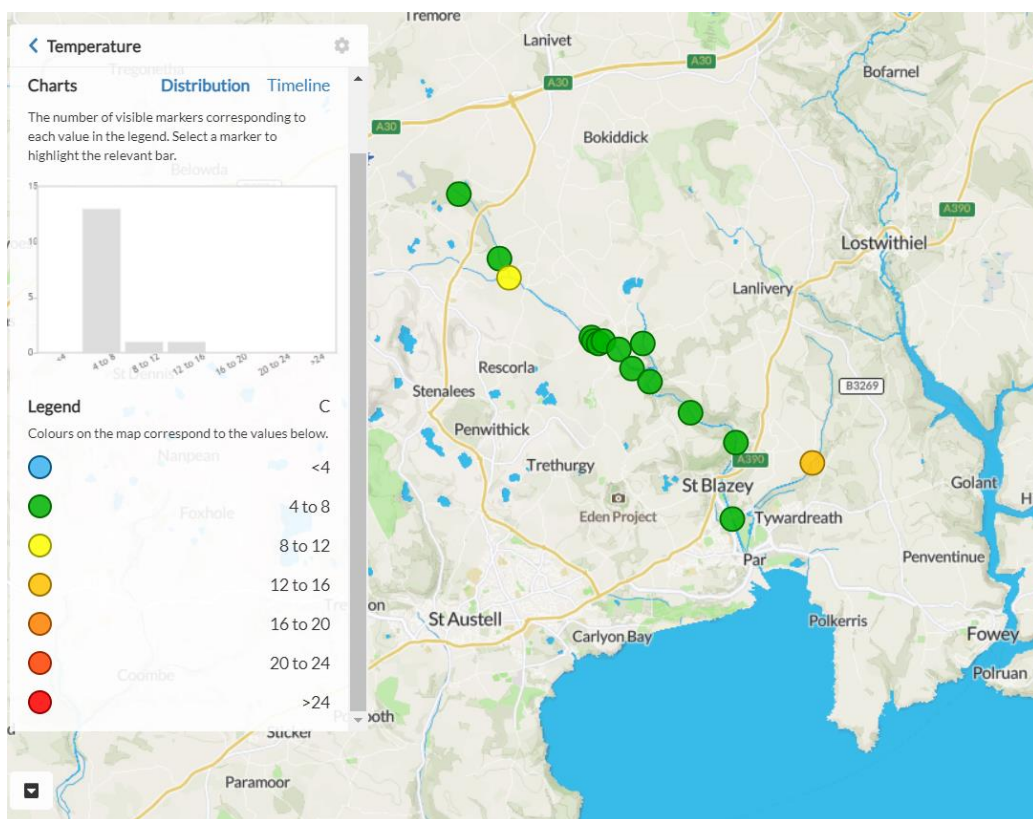 Temperature
Charts
Distribution Timeline
The number of visible markers corresponding to
each value in the legend. Select a marker to
highlight the relevant bar.
15
10
5
0
<4
4 to 8
8 to 12
12 to 16
16 to 20
20 to 24
>24
Legend
C
Colours on the map correspond to the values below.
<4
4 to 8
8 to 12
12 to 16
16 to 20
20 to 24
>24
Tregonetha
Belowda
St Dennis
Nanpean
Foxhole
Coombe
Tremore
Lanivet
A30
A30
Bofarnel
Bokiddick
A390
Lostwithiel
Lanlivery
Rescorla
Stenalees
B3269
Penwithick
Trethurgy
A390
St Blazey
Golant
Eden Project
Tywardreath
Penventinue
Par
St Austell
Carlyon Bay
Polkerris
Fowey
Polruan
Sticker
Paramoor